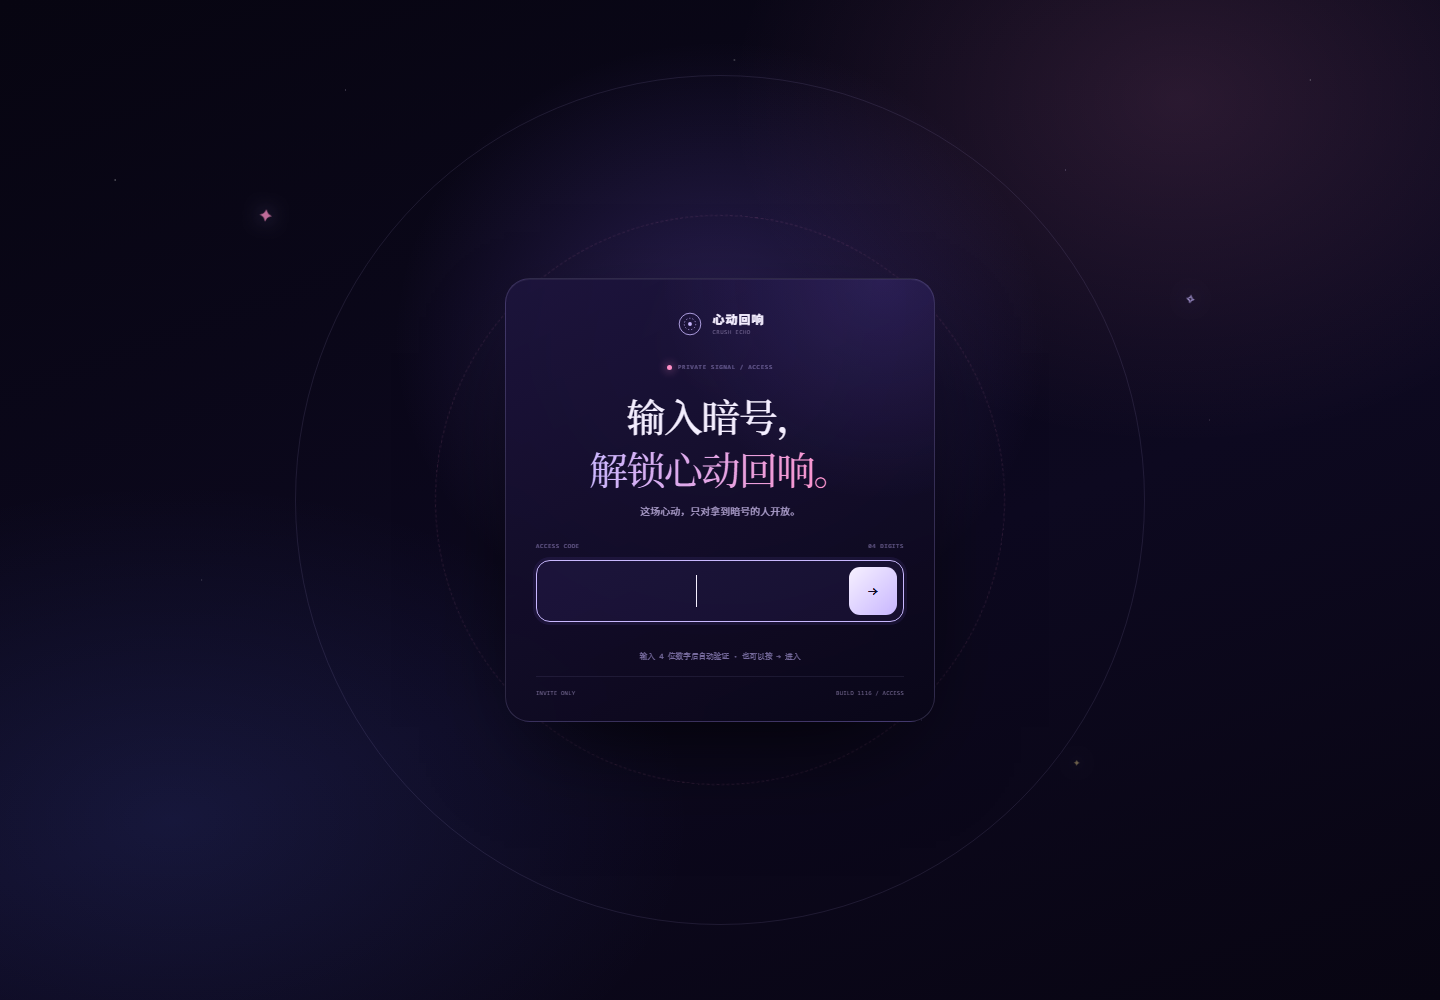 心动回响
CRUSH ECHO
PRIVATE SIGNAL / ACCESS
输入暗号，
解锁心动回响。
这场心动，只对拿到暗号的人开放。
ACCESS CODE
04 DIGITS
→
输入 4 位数字后自动验证 · 也可以按 → 进入
INVITE ONLY
BUILD 1116 / ACCESS